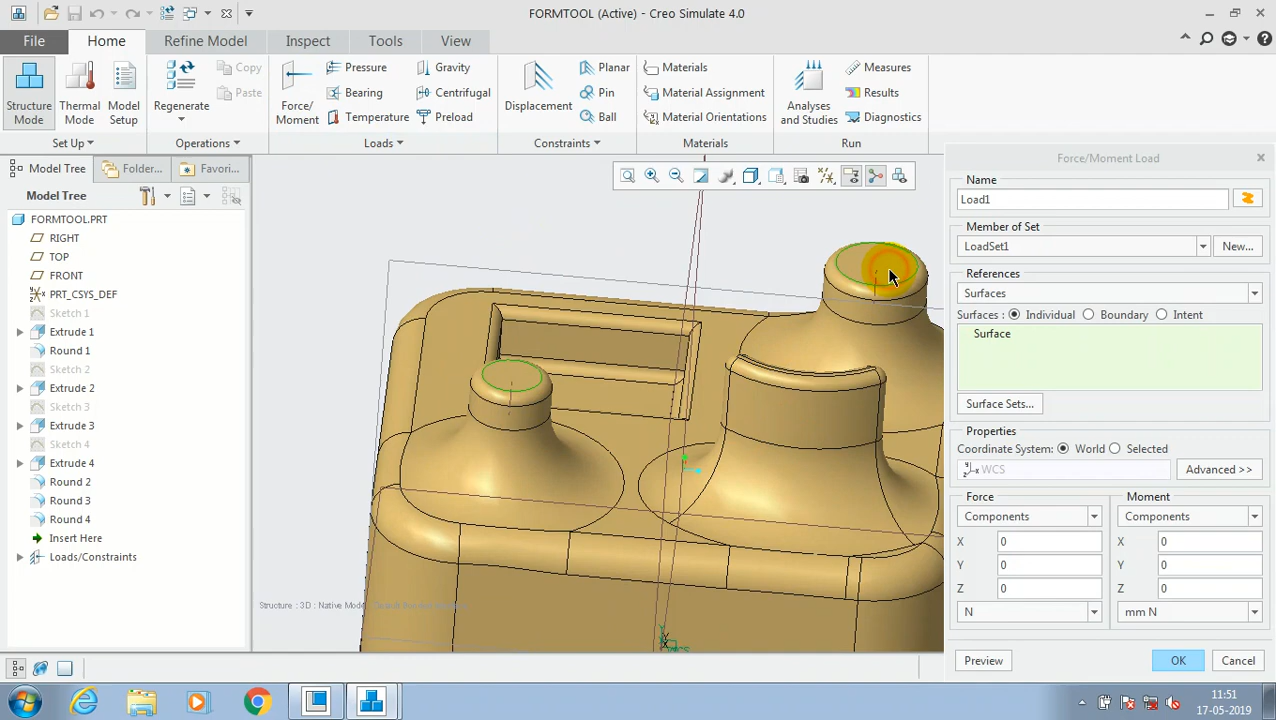 FORMTOOL (Active) - Creo Simulate 4.0
File Home Refine Model Inspect Tools View
Structure Mode
Thermal Mode
Model Setup
Set Up
Regenerate
Copy
Paste
Operations
Force/ Moment
Pressure
Bearing
Temperature
Gravity
Centrifugal
Preload
Loads
Displacement
Planar
Pin
Ball
Constraints
Materials
Material Assignment
Material Orientations
Materials
Analyses and Studies
Measures
Results
Diagnostics
Run
Model Tree Folder... Favori...
Model Tree
FORMTOOL.PRT
RIGHT
TOP
FRONT
PRT_CSYS_DEF
Sketch 1
Extrude 1
Round 1
Sketch 2
Extrude 2
Sketch 3
Extrude 3
Sketch 4
Extrude 4
Round 2
Round 3
Round 4
Insert Here
Loads/Constraints
Structure : 3D : Native Mode
WCS
Force/Moment Load
Name
Load1
Member of Set
LoadSet1 New...
References
Surfaces
Surfaces : Individual Boundary Intent
Surface
Surface Sets...
Properties
Coordinate System: World Selected
WCS Advanced >>
Force Moment
Components Components
X 0 X 0
Y 0 Y 0
Z 0 Z 0
N mm N
Preview OK Cancel
11:51
17-05-2019